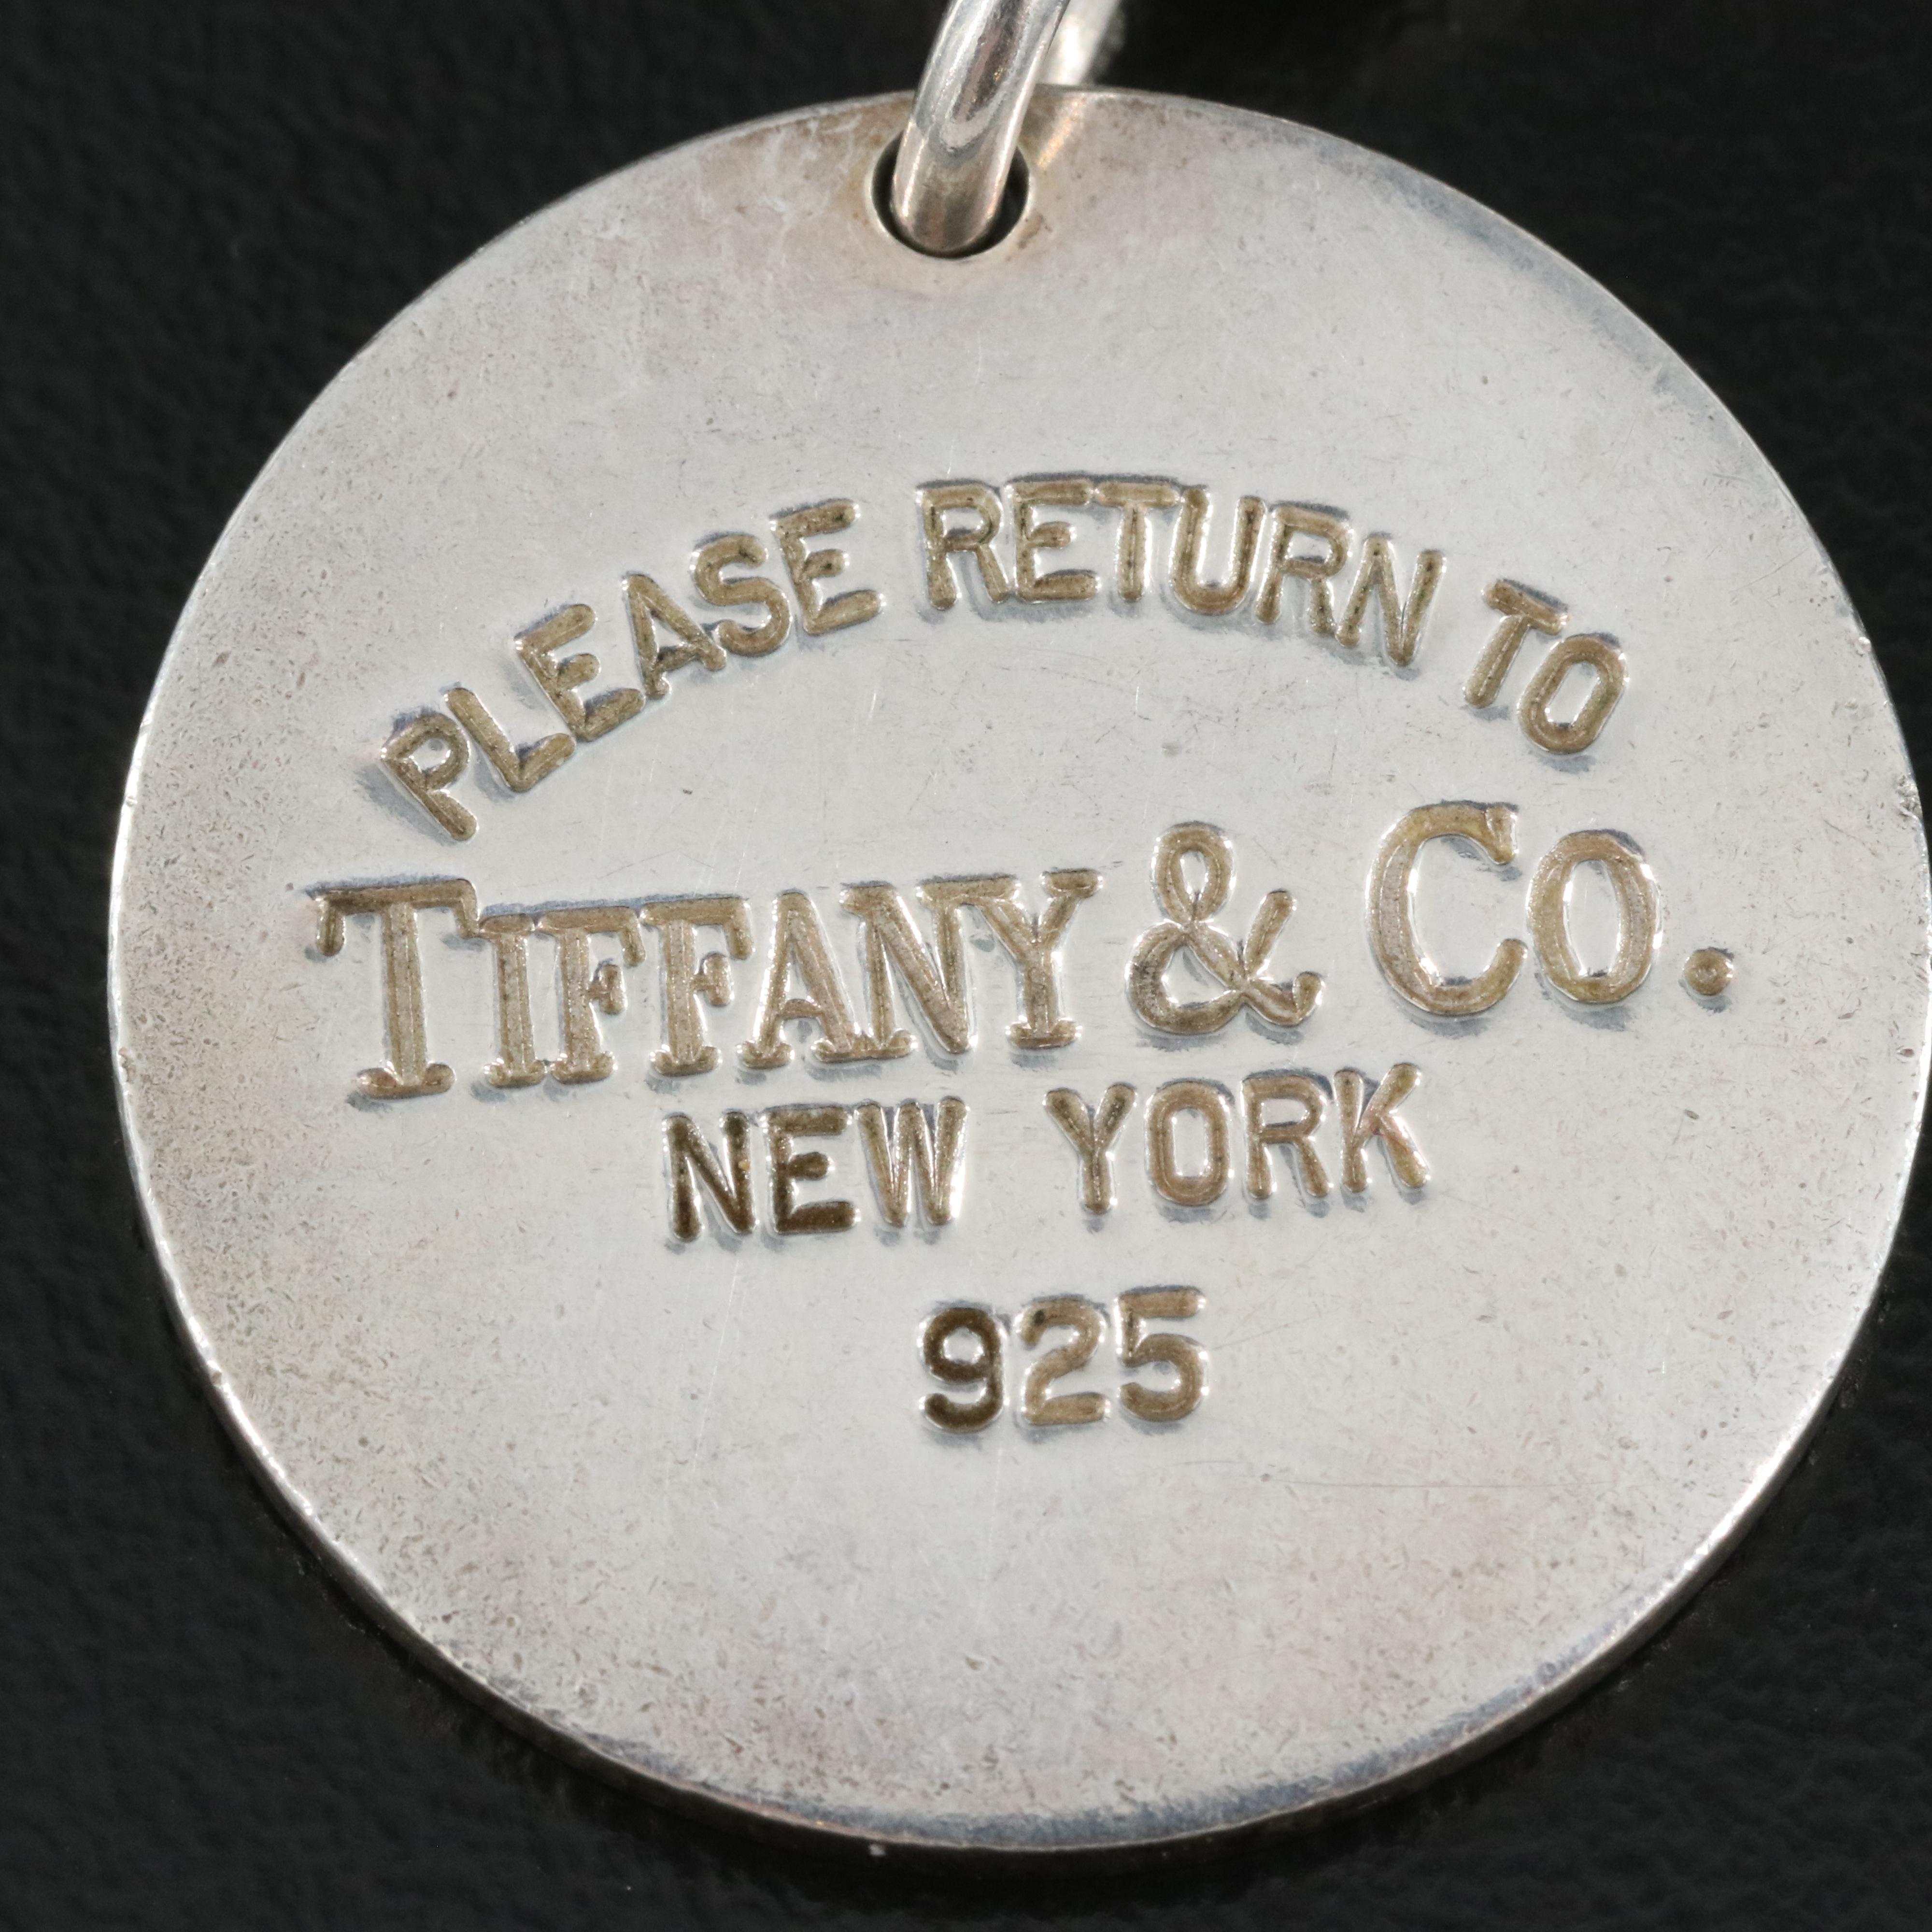 PLEASE RETURN TO
TIFFANY & CO.
NEW YORK
925